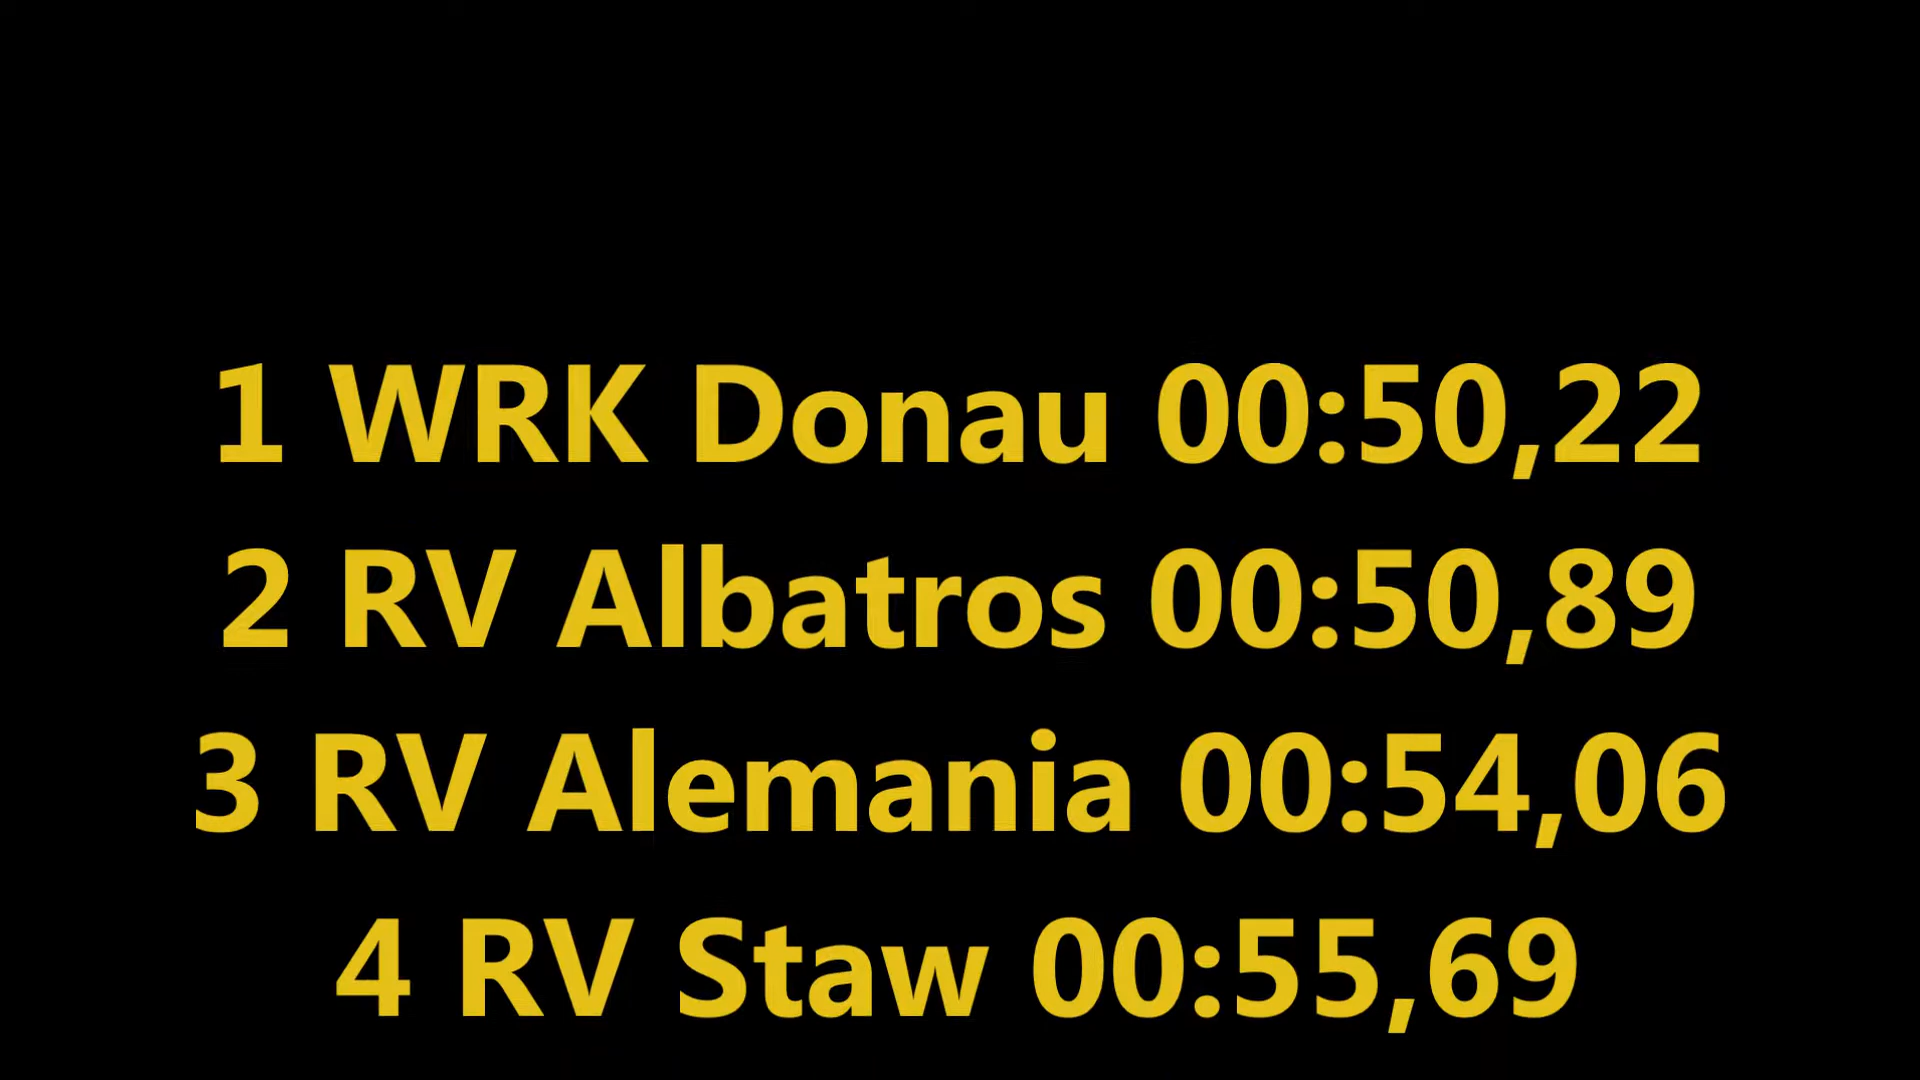 1 WRK Donau 00:50,22
2 RV Albatros 00:50,89
3 RV Alemania 00:54,06
4 RV Staw 00:55,69